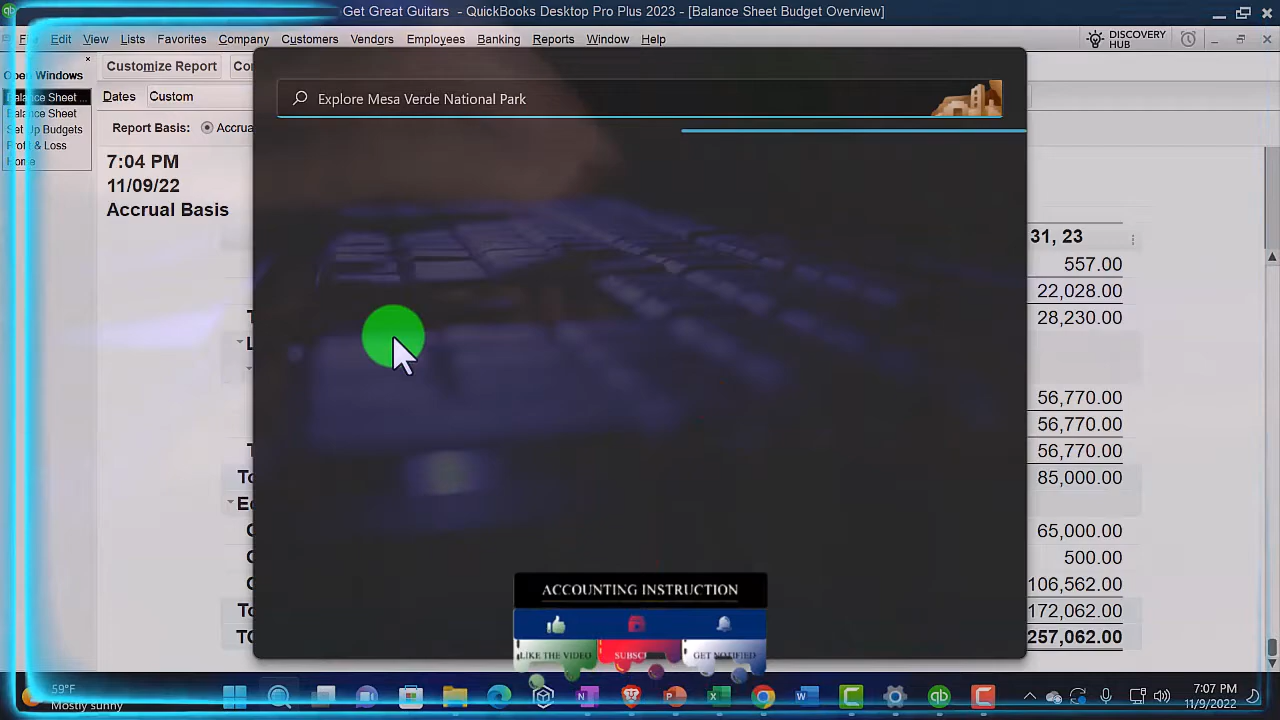 Get Great Guitars - QuickBooks Desktop Pro Plus 2023 - [Balance Sheet Budget Overview]
Edit View Lists Favorites Company Customers Vendors Employees Banking Reports Window Help
DISCOVERY
HUB
Open Windows
Customize Report
Balance Sheet ...
Dates Custom
Explore Mesa Verde National Park
Balance Sheet
Set Up Budgets
Report Basis:
Profit & Loss
Home
7:04 PM
11/09/22
Accrual Basis
31, 23
557.00
22,028.00
28,230.00
56,770.00
56,770.00
56,770.00
85,000.00
65,000.00
500.00
106,562.00
172,062.00
257,062.00
ACCOUNTING INSTRUCTION
LIKE THE VIDEO
GET NOTIFIED
59°F
Mostly sunny
7:07 PM
11/9/2022